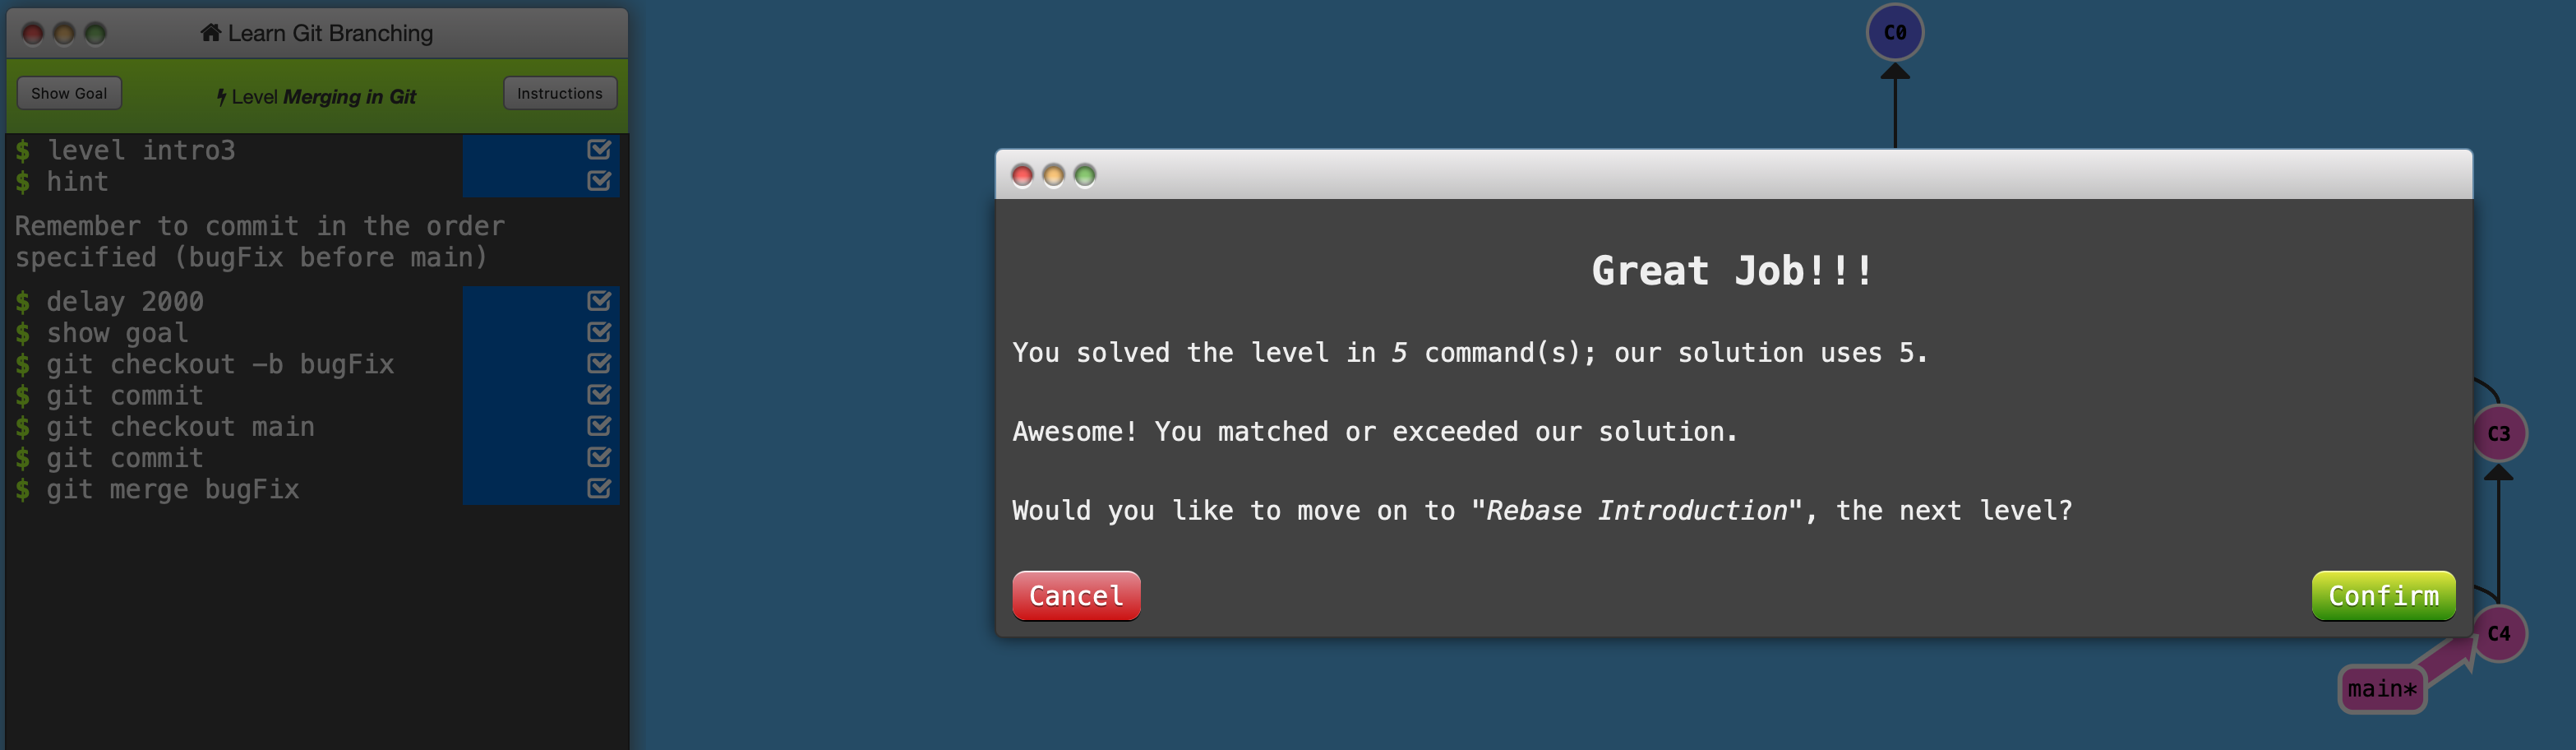 Learn Git Branching
Show Goal
Level Merging in Git
Instructions
$ level intro3
$ hint
Remember to commit in the order
specified (bugFix before main)
$ delay 2000
$ show goal
$ git checkout -b bugFix
$ git commit
$ git checkout main
$ git commit
$ git merge bugFix
C0
Great Job!!!
You solved the level in 5 command(s); our solution uses 5.
Awesome! You matched or exceeded our solution.
Would you like to move on to "Rebase Introduction", the next level?
Cancel
Confirm
C3
C4
main*